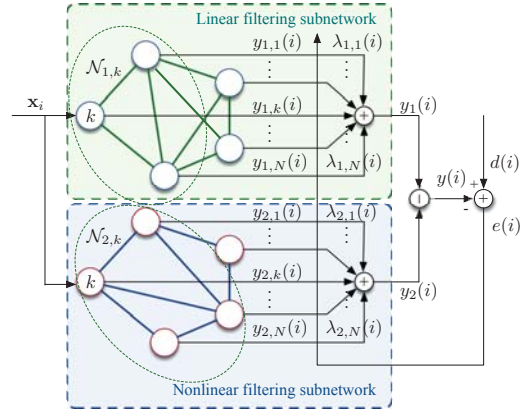 Linear filtering subnetwork
𝒩₁,ₖ
y₁,₁(i) λ₁,₁(i)
⋮ ⋮
xᵢ
k
y₁,ₖ(i)
+
y₁(i)
⋮ ⋮
y₁,N(i) λ₁,N(i)
d(i)
y(i) + +
-
e(i)
𝒩₂,ₖ
y₂,₁(i) λ₂,₁(i)
⋮ ⋮
k
y₂,ₖ(i)
+
y₂(i)
⋮ ⋮
y₂,N(i) λ₂,N(i)
Nonlinear filtering subnetwork